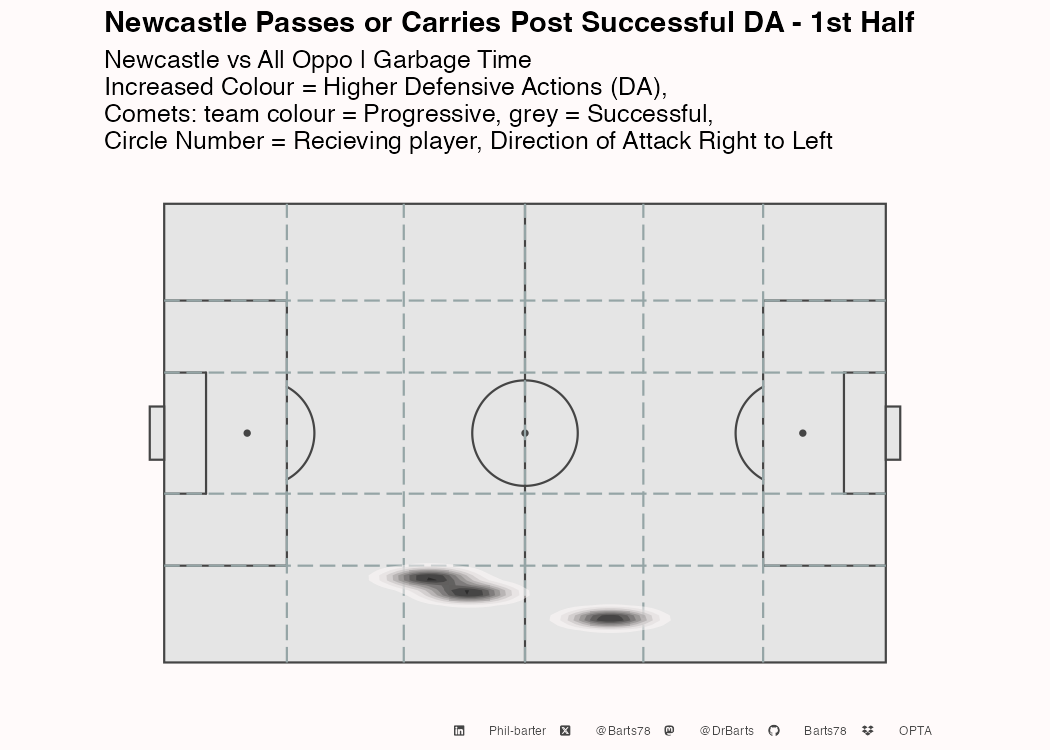 Newcastle Passes or Carries Post Successful DA - 1st Half
Newcastle vs All Oppo | Garbage Time
Increased Colour = Higher Defensive Actions (DA),
Comets: team colour = Progressive, grey = Successful,
Circle Number = Recieving player, Direction of Attack Right to Left
Phil-barter @Barts78 @DrBarts Barts78 OPTA